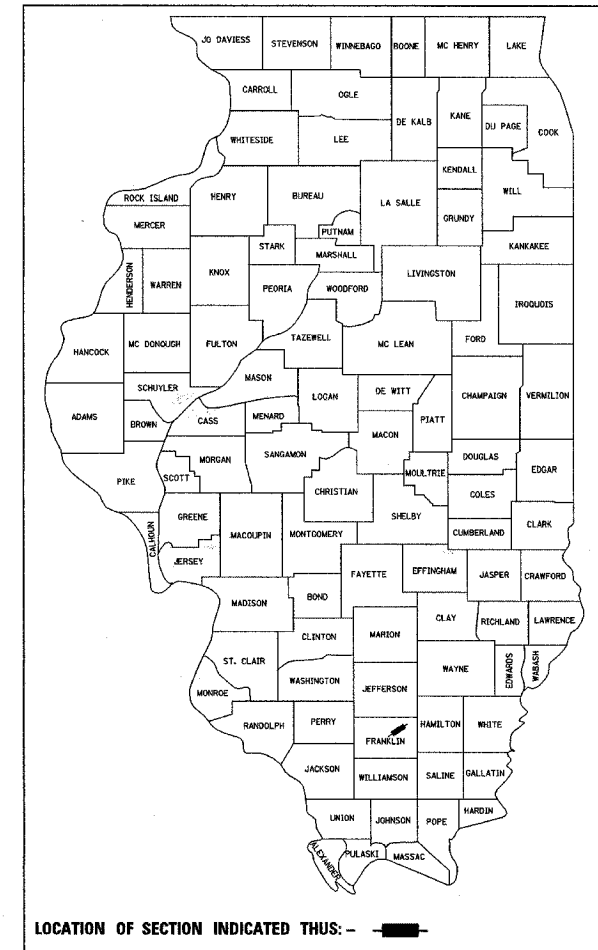 JO DAVIESS STEVENSON WINNEBAGO BOONE MC HENRY LAKE
CARROLL OGLE DE KALB KANE DU PAGE COOK
WHITESIDE LEE
KENDALL WILL
ROCK ISLAND HENRY BUREAU LA SALLE GRUNDY
MERCER PUTNAM
STARK MARSHALL KANKAKEE
HENDERSON WARREN KNOX PEORIA WOODFORD LIVINGSTON IROQUOIS
HANCOCK MC DONOUGH FULTON TAZEWELL MC LEAN FORD
MASON
SCHUYLER DE WITT CHAMPAIGN VERMILION
ADAMS BROWN CASS MENARD LOGAN PIATT
MACON
MORGAN SANGAMON DOUGLAS
PIKE SCOTT MOULTRIE EDGAR
CHRISTIAN COLES
GREENE SHELBY
CALHOUN MACOUPIN MONTGOMERY CUMBERLAND CLARK
JERSEY
FAYETTE EFFINGHAM JASPER CRAWFORD
MADISON BOND
CLAY RICHLAND LAWRENCE
CLINTON MARION
ST. CLAIR WAYNE EDWARDS WABASH
WASHINGTON JEFFERSON
MONROE
RANDOLPH PERRY HAMILTON WHITE
FRANKLIN
JACKSON WILLIAMSON SALINE GALLATIN
UNION JOHNSON POPE HARDIN
ALEXANDER PULASKI MASSAC
LOCATION OF SECTION INDICATED THUS: -